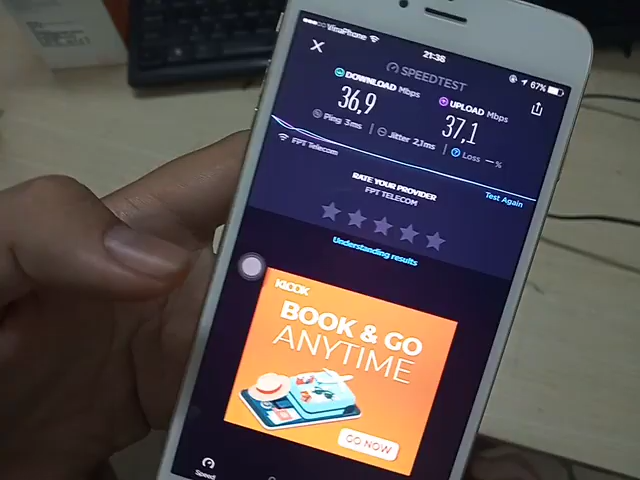 VinaPhone
21:38
67%
SPEEDTEST
DOWNLOAD Mbps
36,9
UPLOAD Mbps
37,1
Ping 3ms
Jitter 2,1ms
Loss — %
FPT Telecom
RATE YOUR PROVIDER
FPT TELECOM
Test Again
Understanding results
KLOOK
BOOK & GO
ANYTIME
GO NOW
Speed